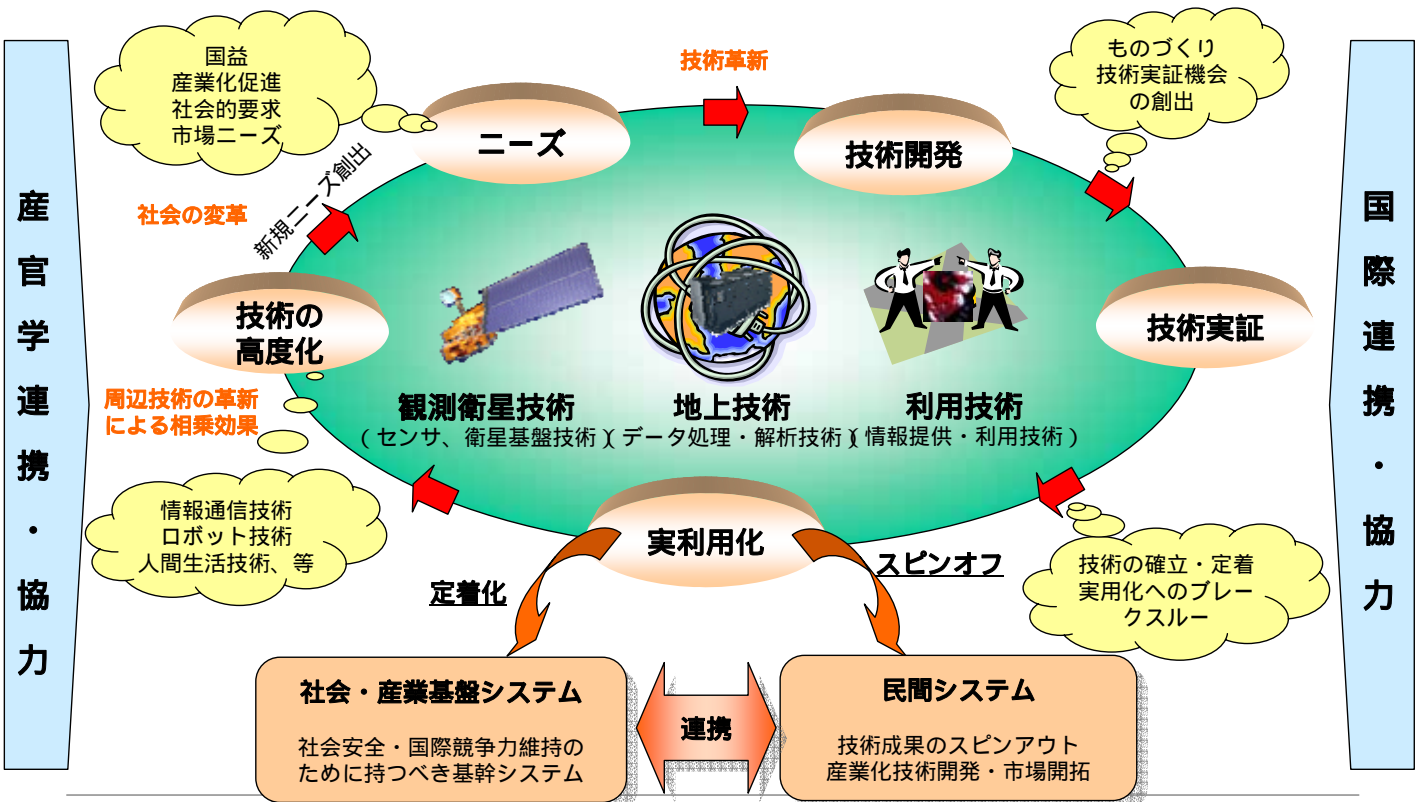 国益
産業化促進
社会的要求
市場ニーズ
技術革新
ものづくり
技術実証機会
の創出
ニーズ
技術開発
産官学連携・協力
国際連携・協力
社会の変革
新規ニーズ創出
技術の
高度化
技術実証
周辺技術の革新
による相乗効果
観測衛星技術
(センサ、衛星基盤技術)
地上技術
(データ処理・解析技術)
利用技術
(情報提供・利用技術)
情報通信技術
ロボット技術
人間生活技術、等
実利用化
定着化
スピンオフ
技術の確立・定着
実用化へのブレー
クスルー
社会・産業基盤システム
社会安全・国際競争力維持の
ために持つべき基幹システム
連携
民間システム
技術成果のスピンアウト
産業化技術開発・市場開拓